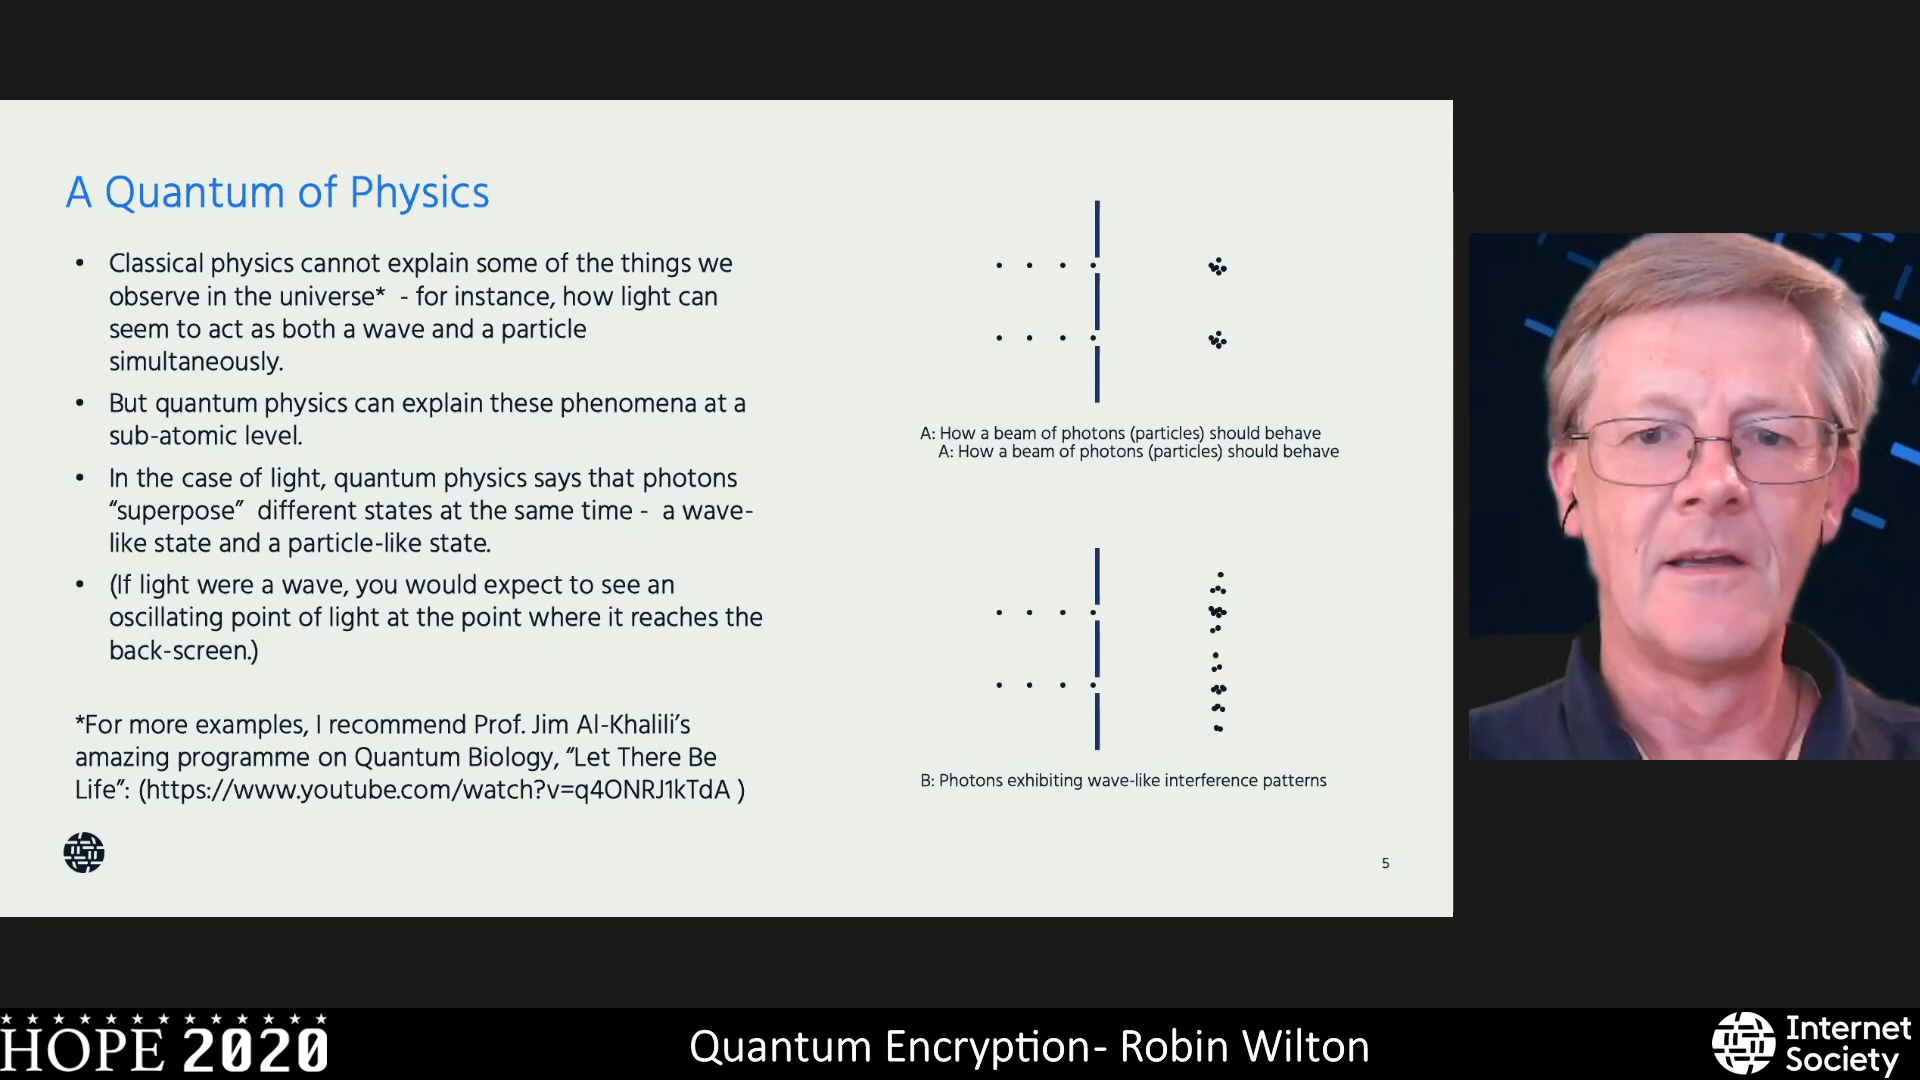 A Quantum of Physics
• Classical physics cannot explain some of the things we
observe in the universe* - for instance, how light can
seem to act as both a wave and a particle
simultaneously.
• But quantum physics can explain these phenomena at a
sub-atomic level.
• In the case of light, quantum physics says that photons
“superpose” different states at the same time - a wave-
like state and a particle-like state.
• (If light were a wave, you would expect to see an
oscillating point of light at the point where it reaches the
back-screen.)
*For more examples, I recommend Prof. Jim Al-Khalili’s
amazing programme on Quantum Biology, “Let There Be
Life”: (https://www.youtube.com/watch?v=q4ONRJ1kTdA )
A: How a beam of photons (particles) should behave
A: How a beam of photons (particles) should behave
B: Photons exhibiting wave-like interference patterns
5
HOPE 2020
Quantum Encryption- Robin Wilton
Internet
Society